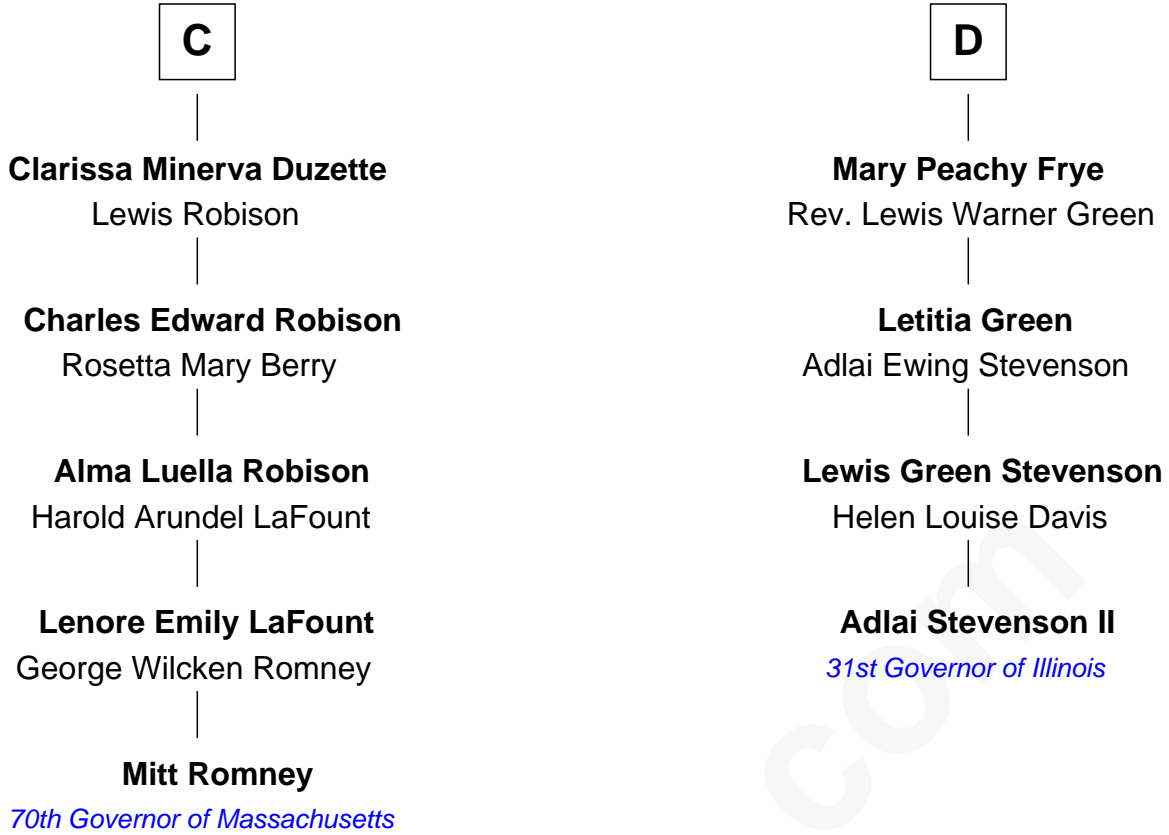 C
Clarissa Minerva Duzette
Lewis Robison
Charles Edward Robison
Rosetta Mary Berry
Alma Luella Robison
Harold Arundel LaFount
Lenore Emily LaFount
George Wilcken Romney
Mitt Romney
70th Governor of Massachusetts
D
Mary Peachy Frye
Rev. Lewis Warner Green
Letitia Green
Adlai Ewing Stevenson
Lewis Green Stevenson
Helen Louise Davis
Adlai Stevenson II
31st Governor of Illinois
com